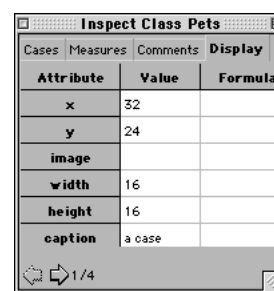 Inspect Class Pets
Cases Measures Comments Display
Attribute Value Formula
x 32
y 24
image
width 16
height 16
caption a case
1/4